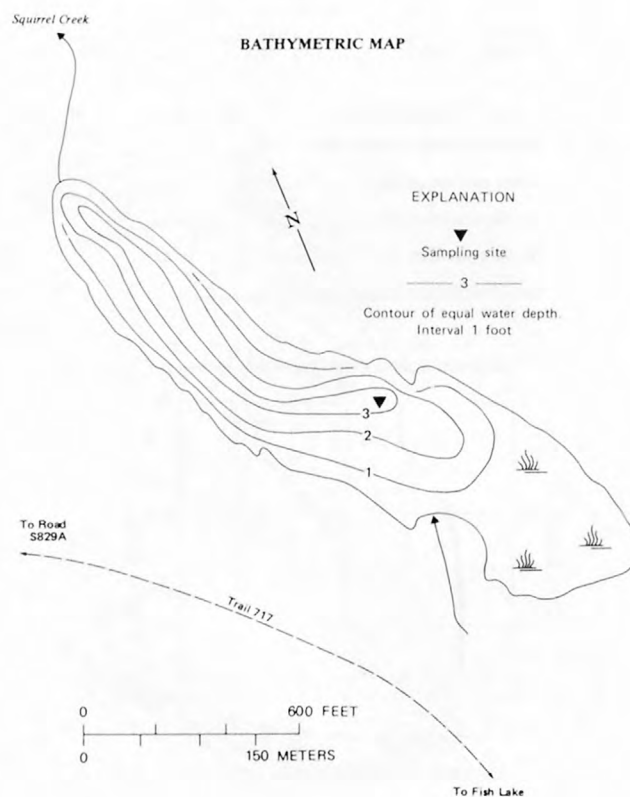 Squirrel Creek
BATHYMETRIC MAP
N
EXPLANATION
Sampling site
3
Contour of equal water depth.
Interval 1 foot
3
2
1
To Road
S829A
Trail 717
0 600 FEET
0 150 METERS
To Fish Lake